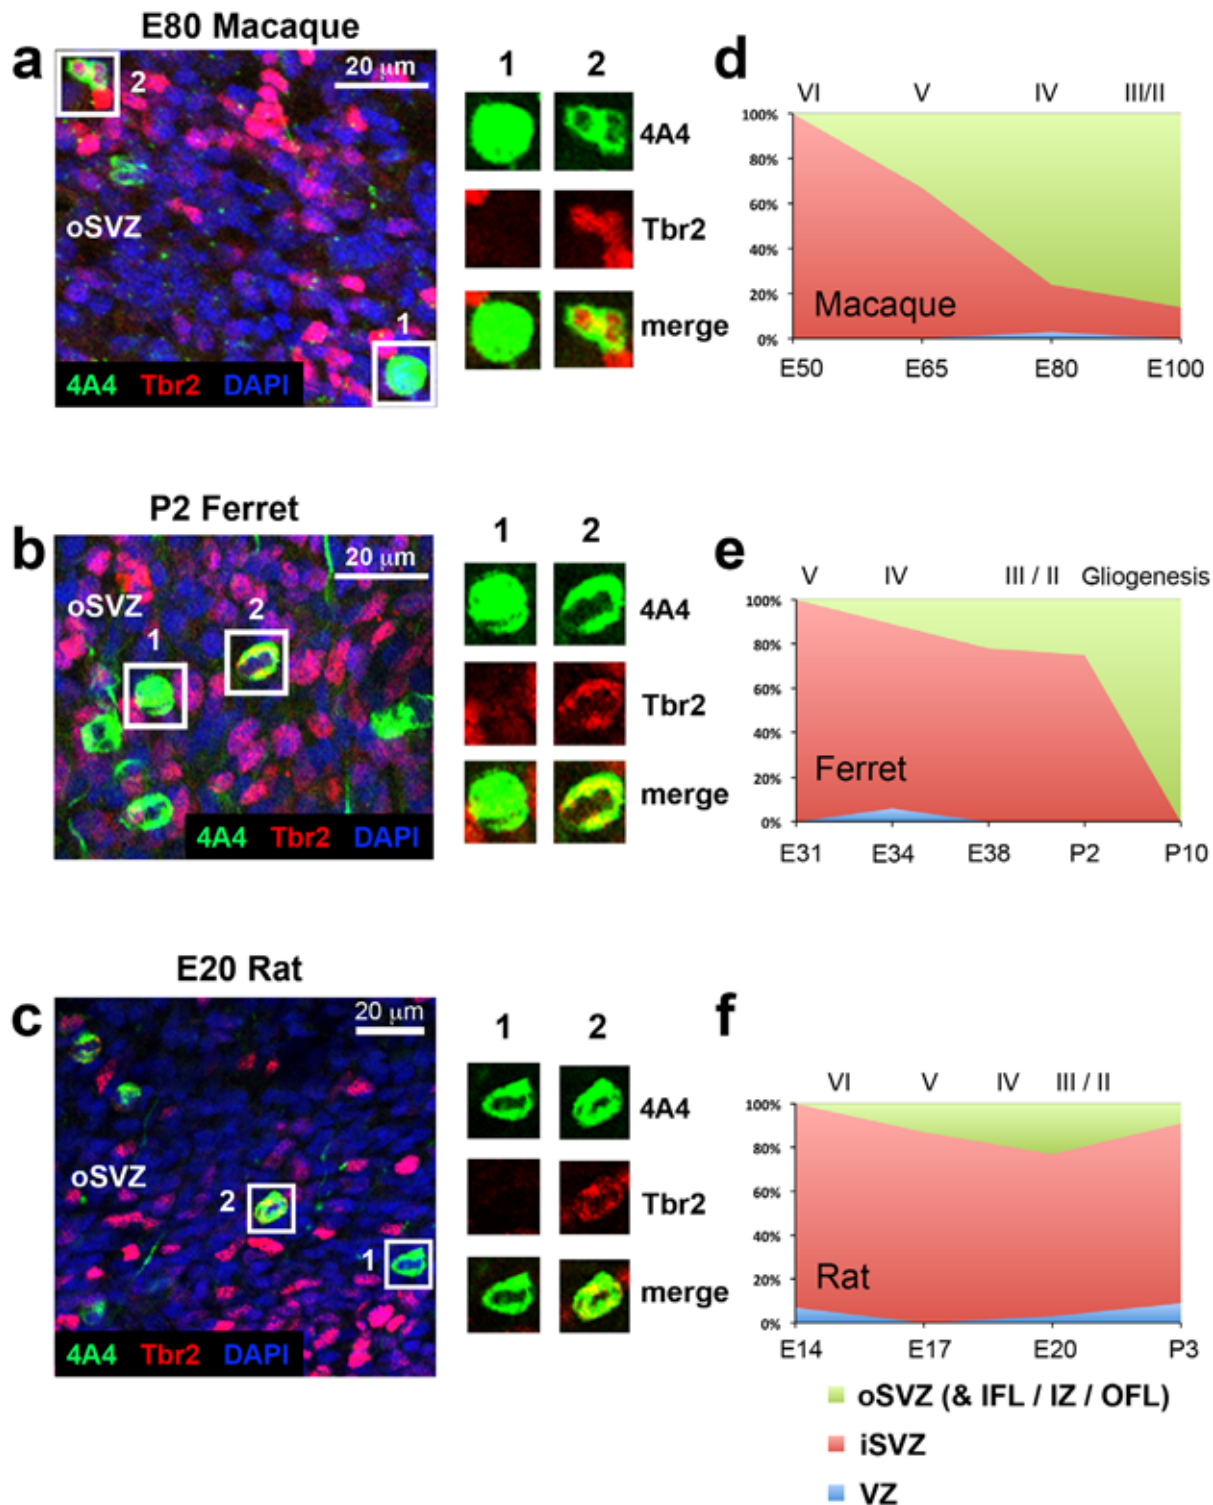 E80 Macaque
a
2
20 μm
oSVZ
1
4A4 Tbr2 DAPI
1 2
4A4
Tbr2
merge
d
VI V IV III/II
100%
80%
60%
40%
20%
0%
Macaque
E50 E65 E80 E100
P2 Ferret
b
20 μm
oSVZ
1
2
4A4 Tbr2 DAPI
1 2
4A4
Tbr2
merge
e
V IV III / II Gliogenesis
100%
80%
60%
40%
20%
0%
Ferret
E31 E34 E38 P2 P10
E20 Rat
c
20 μm
oSVZ
2
1
4A4 Tbr2 DAPI
1 2
4A4
Tbr2
merge
f
VI V IV III / II
100%
80%
60%
40%
20%
0%
Rat
E14 E17 E20 P3
oSVZ (& IFL / IZ / OFL)
iSVZ
VZ